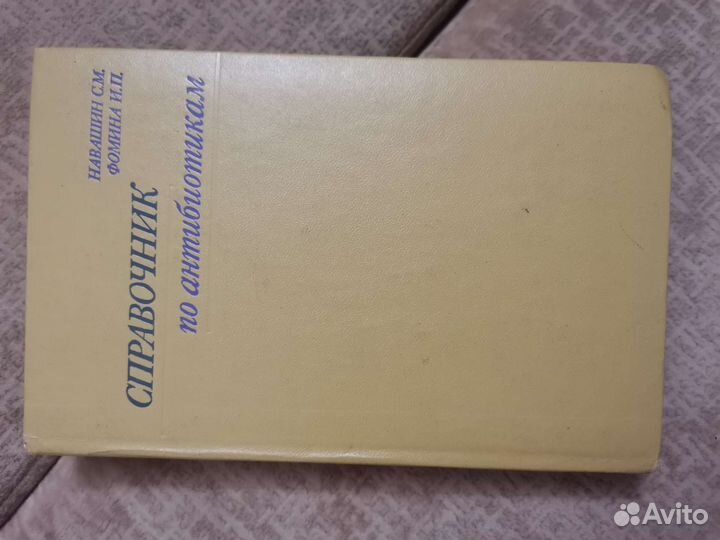 НАВАШИН С.М.
ФОМИНА И.П.
СПРАВОЧНИК
по антибиотикам
Avito